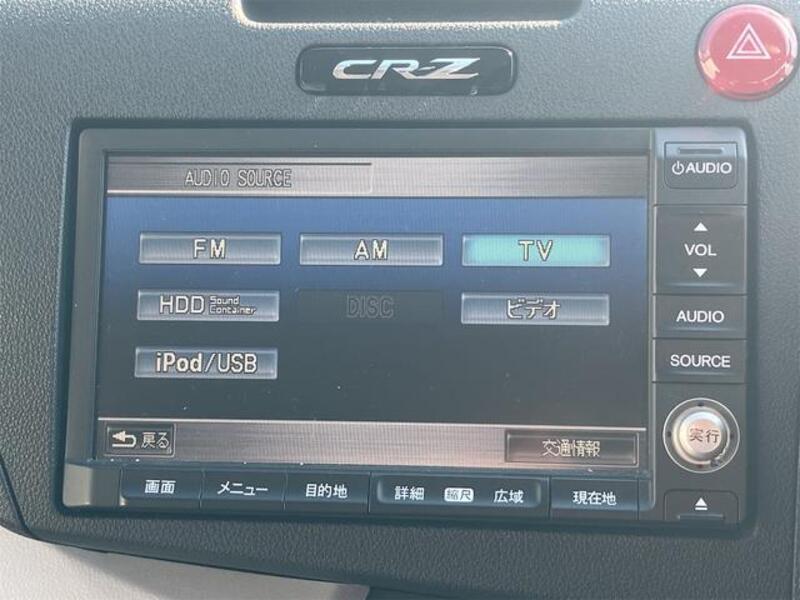 CR-Z
AUDIO SOURCE
FM AM TV
HDD Sound Container DISC ビデオ
iPod/USB
戻る 交通情報
画面 メニュー 目的地 詳細 縮尺 広域 現在地
AUDIO
VOL
AUDIO
SOURCE
実行